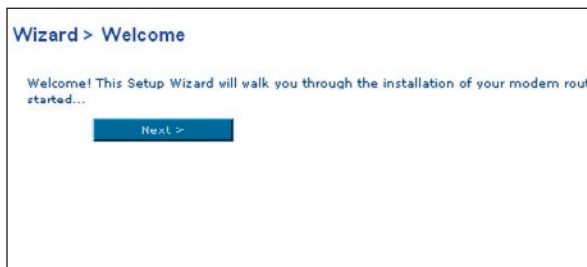 Wizard > Welcome
Welcome! This Setup Wizard will walk you through the installation of your modem rout
started...
Next >